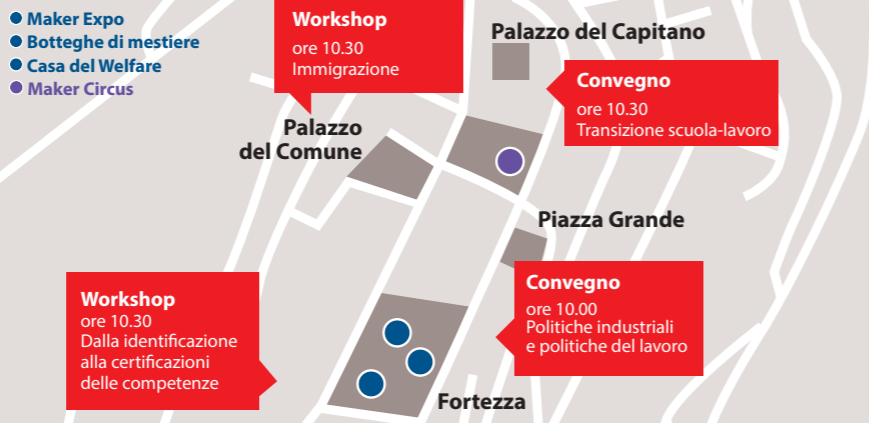 Maker Expo
Botteghe di mestiere
Casa del Welfare
Maker Circus
Workshop
ore 10.30
Immigrazione
Palazzo del Capitano
Convegno
ore 10.30
Transizione scuola-lavoro
Palazzo
del Comune
Piazza Grande
Workshop
ore 10.30
Dalla identificazione
alla certificazioni
delle competenze
Convegno
ore 10.00
Politiche industriali
e politiche del lavoro
Fortezza